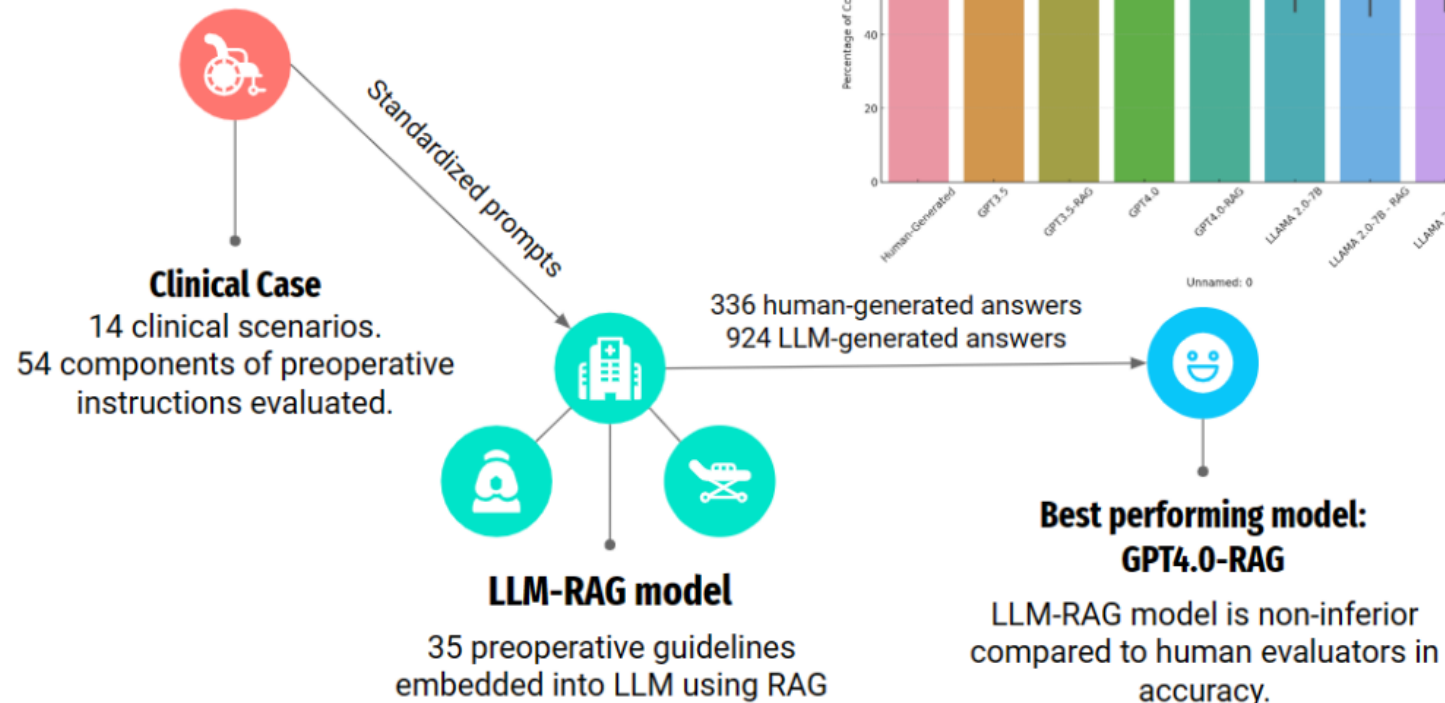 Percentage of Co
40
20
0
Human-Generated
GPT3.5
GPT3.5-RAG
GPT4.0
GPT4.0-RAG
LLAMA 2.0-7B
LLAMA 2.0-7B - RAG
LLAMA
Unnamed: 0
Standardized prompts
Clinical Case
14 clinical scenarios.
54 components of preoperative
instructions evaluated.
336 human-generated answers
924 LLM-generated answers
LLM-RAG model
35 preoperative guidelines
embedded into LLM using RAG
Best performing model:
GPT4.0-RAG
LLM-RAG model is non-inferior
compared to human evaluators in
accuracy.